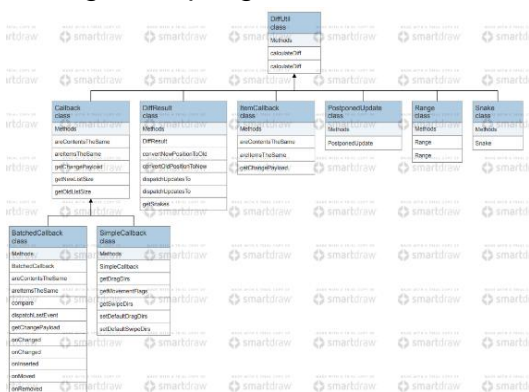 DiffUtil
class
Methods
calculateDiff
calculateDiff
Callback
class
Methods
areContentsTheSame
areItemsTheSame
getChangePayload
getNewListSize
getOldListSize
DiffResult
class
Methods
DiffResult
convertNewPositionToOld
convertOldPositionToNew
dispatchUpdatesTo
dispatchUpdatesTo
getSnakes
ItemCallback
class
Methods
areContentsTheSame
areItemsTheSame
getChangePayload
PostponedUpdate
class
Methods
PostponedUpdate
Range
class
Methods
Range
Range
Snake
class
Methods
Snake
BatchedCallback
class
Methods
BatchedCallback
areContentsTheSame
areItemsTheSame
compare
dispatchLastEvent
getChangePayload
onChanged
onChanged
onInserted
onMoved
onRemoved
SimpleCallback
class
Methods
SimpleCallback
getDragDirs
getMovementFlags
getSwipeDirs
setDefaultDragDirs
setDefaultSwipeDirs
smartdraw